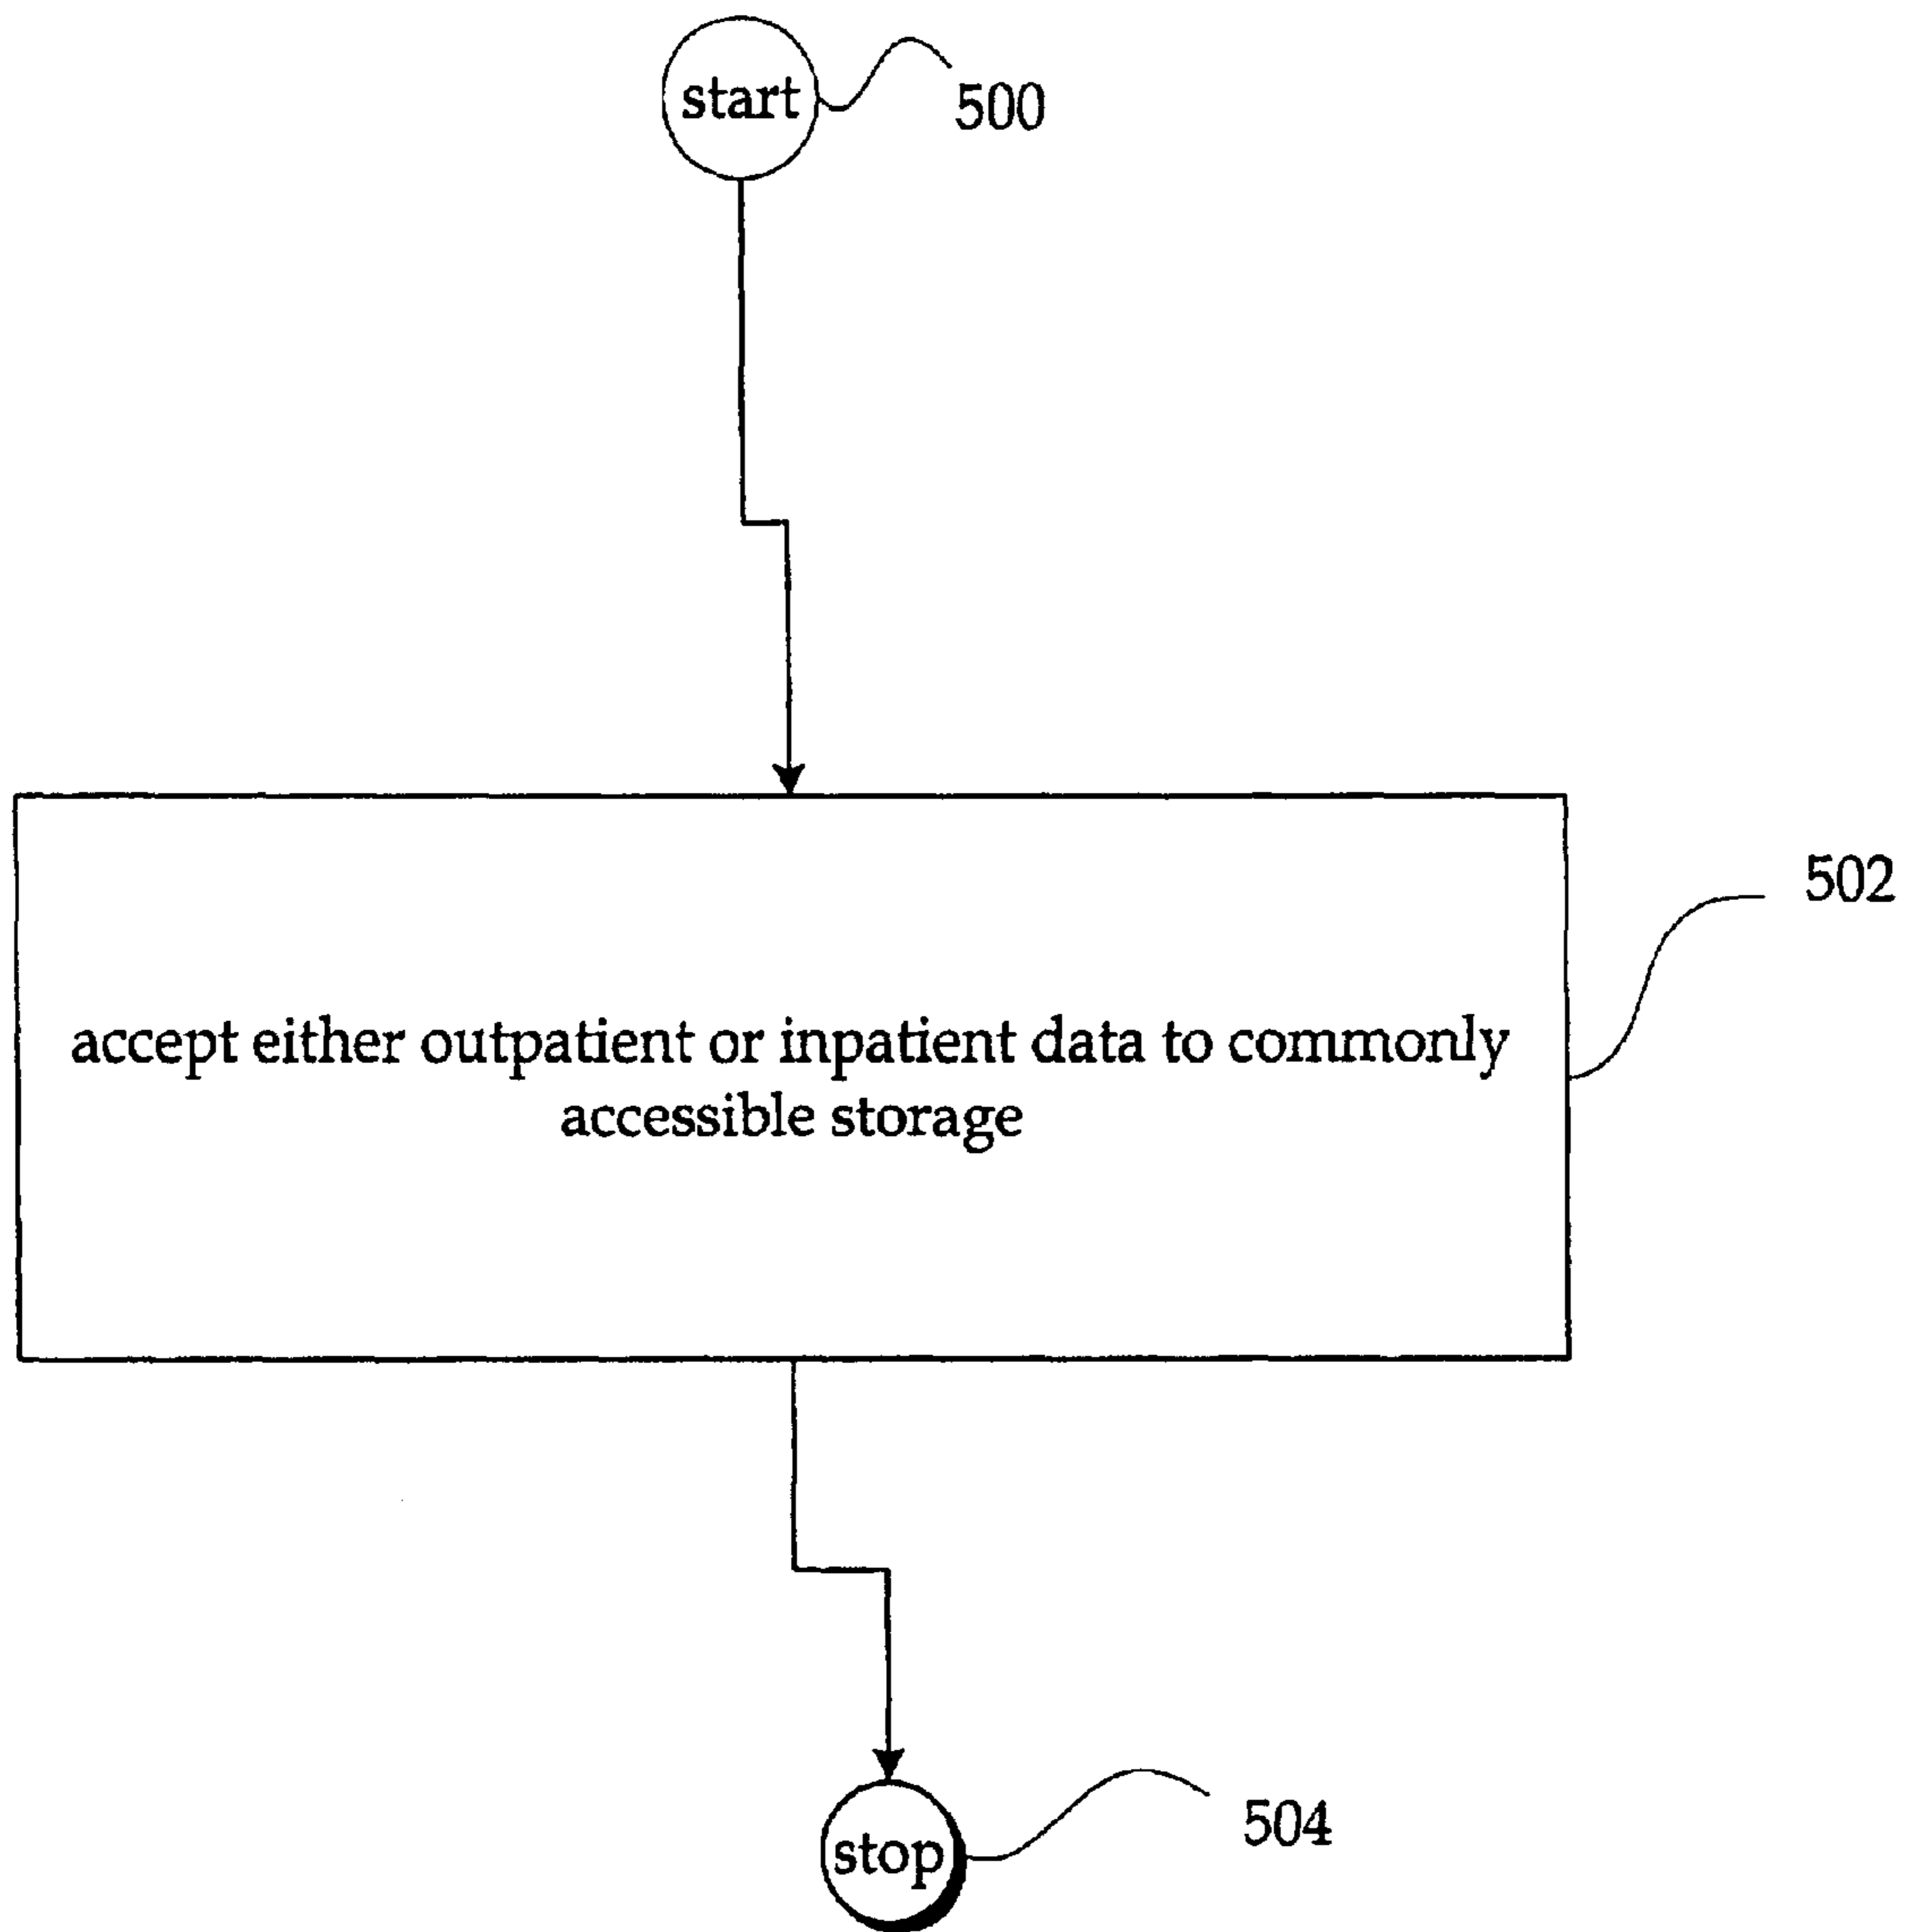 start
500
502
accept either outpatient or inpatient data to commonly
accessible storage
504
stop